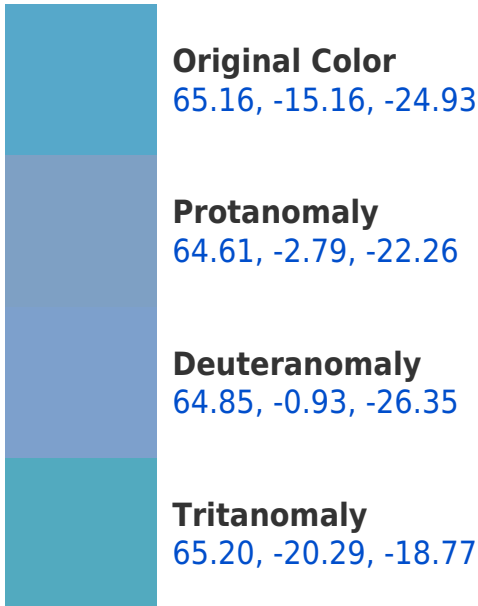 Original Color
65.16, -15.16, -24.93
Protanomaly
64.61, -2.79, -22.26
Deuteranomaly
64.85, -0.93, -26.35
Tritanomaly
65.20, -20.29, -18.77